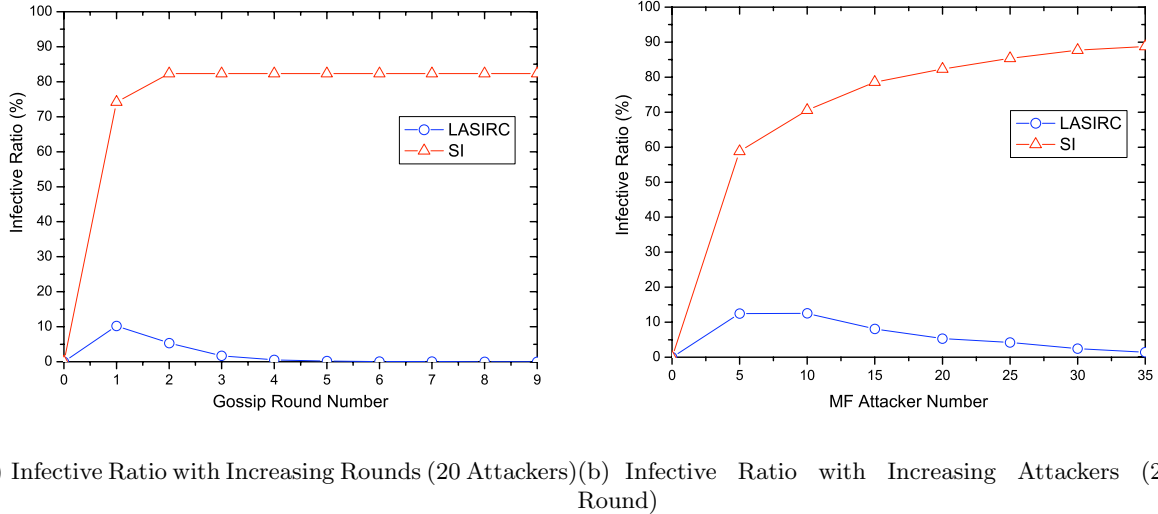 100
90
80
70
60
50
40
30
20
10
0
Infective Ratio (%)
LASIRC
SI
0 1 2 3 4 5 6 7 8 9
Gossip Round Number
100
90
80
70
60
50
40
30
20
10
0
Infective Ratio (%)
LASIRC
SI
0 5 10 15 20 25 30 35
MF Attacker Number
) Infective Ratio with Increasing Rounds (20 Attackers)
(b) Infective Ratio with Increasing Attackers (2
Round)